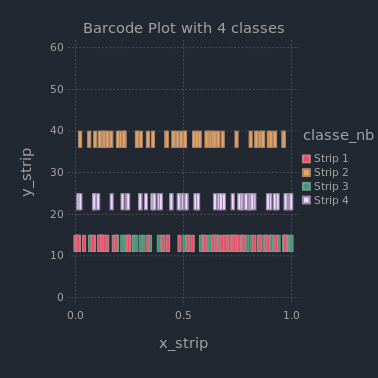 Barcode Plot with 4 classes
60
50
40
30
20
10
0
y_strip
0.0
0.5
1.0
x_strip
classe_nb
Strip 1
Strip 2
Strip 3
Strip 4